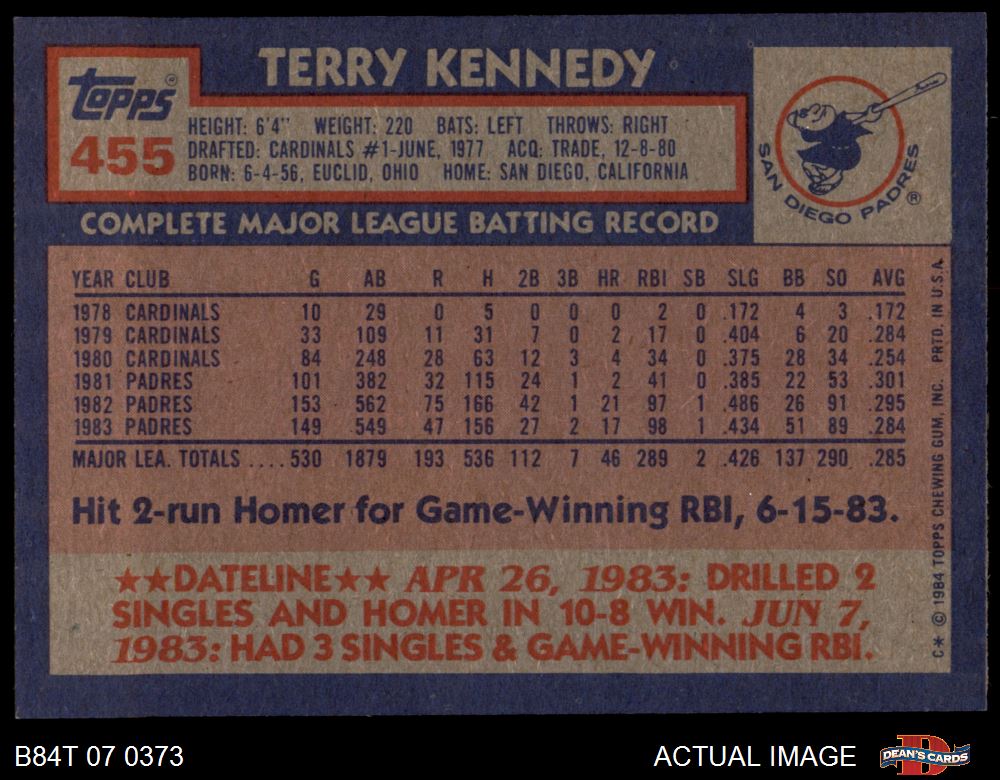 TERRY KENNEDY
Topps®
455
HEIGHT: 6'4" WEIGHT: 220 BATS: LEFT THROWS: RIGHT
DRAFTED: CARDINALS #1-JUNE, 1977 ACQ: TRADE, 12-8-80
BORN: 6-4-56, EUCLID, OHIO HOME: SAN DIEGO, CALIFORNIA
SAN DIEGO PADRES ®
COMPLETE MAJOR LEAGUE BATTING RECORD
YEAR CLUB G AB R H 2B 3B HR RBI SB SLG BB SO AVG
1978 CARDINALS 10 29 0 5 0 0 0 2 0 .172 4 3 .172
1979 CARDINALS 33 109 11 31 7 0 2 17 0 .404 6 20 .284
1980 CARDINALS 84 248 28 63 12 3 4 34 0 .375 28 34 .254
1981 PADRES 101 382 32 115 24 1 2 41 0 .385 22 53 .301
1982 PADRES 153 562 75 166 42 1 21 97 1 .486 26 91 .295
1983 PADRES 149 549 47 156 27 2 17 98 1 .434 51 89 .284
MAJOR LEA. TOTALS .... 530 1879 193 536 112 7 46 289 2 .426 137 290 .285
Hit 2-run Homer for Game-Winning RBI, 6-15-83.
★★DATELINE★★ APR 26, 1983: DRILLED 2
SINGLES AND HOMER IN 10-8 WIN. JUN 7,
1983: HAD 3 SINGLES & GAME-WINNING RBI.
C* © 1984 TOPPS CHEWING GUM, INC. PRTD. IN U.S.A.
B84T 07 0373
ACTUAL IMAGE
DEAN'S CARDS